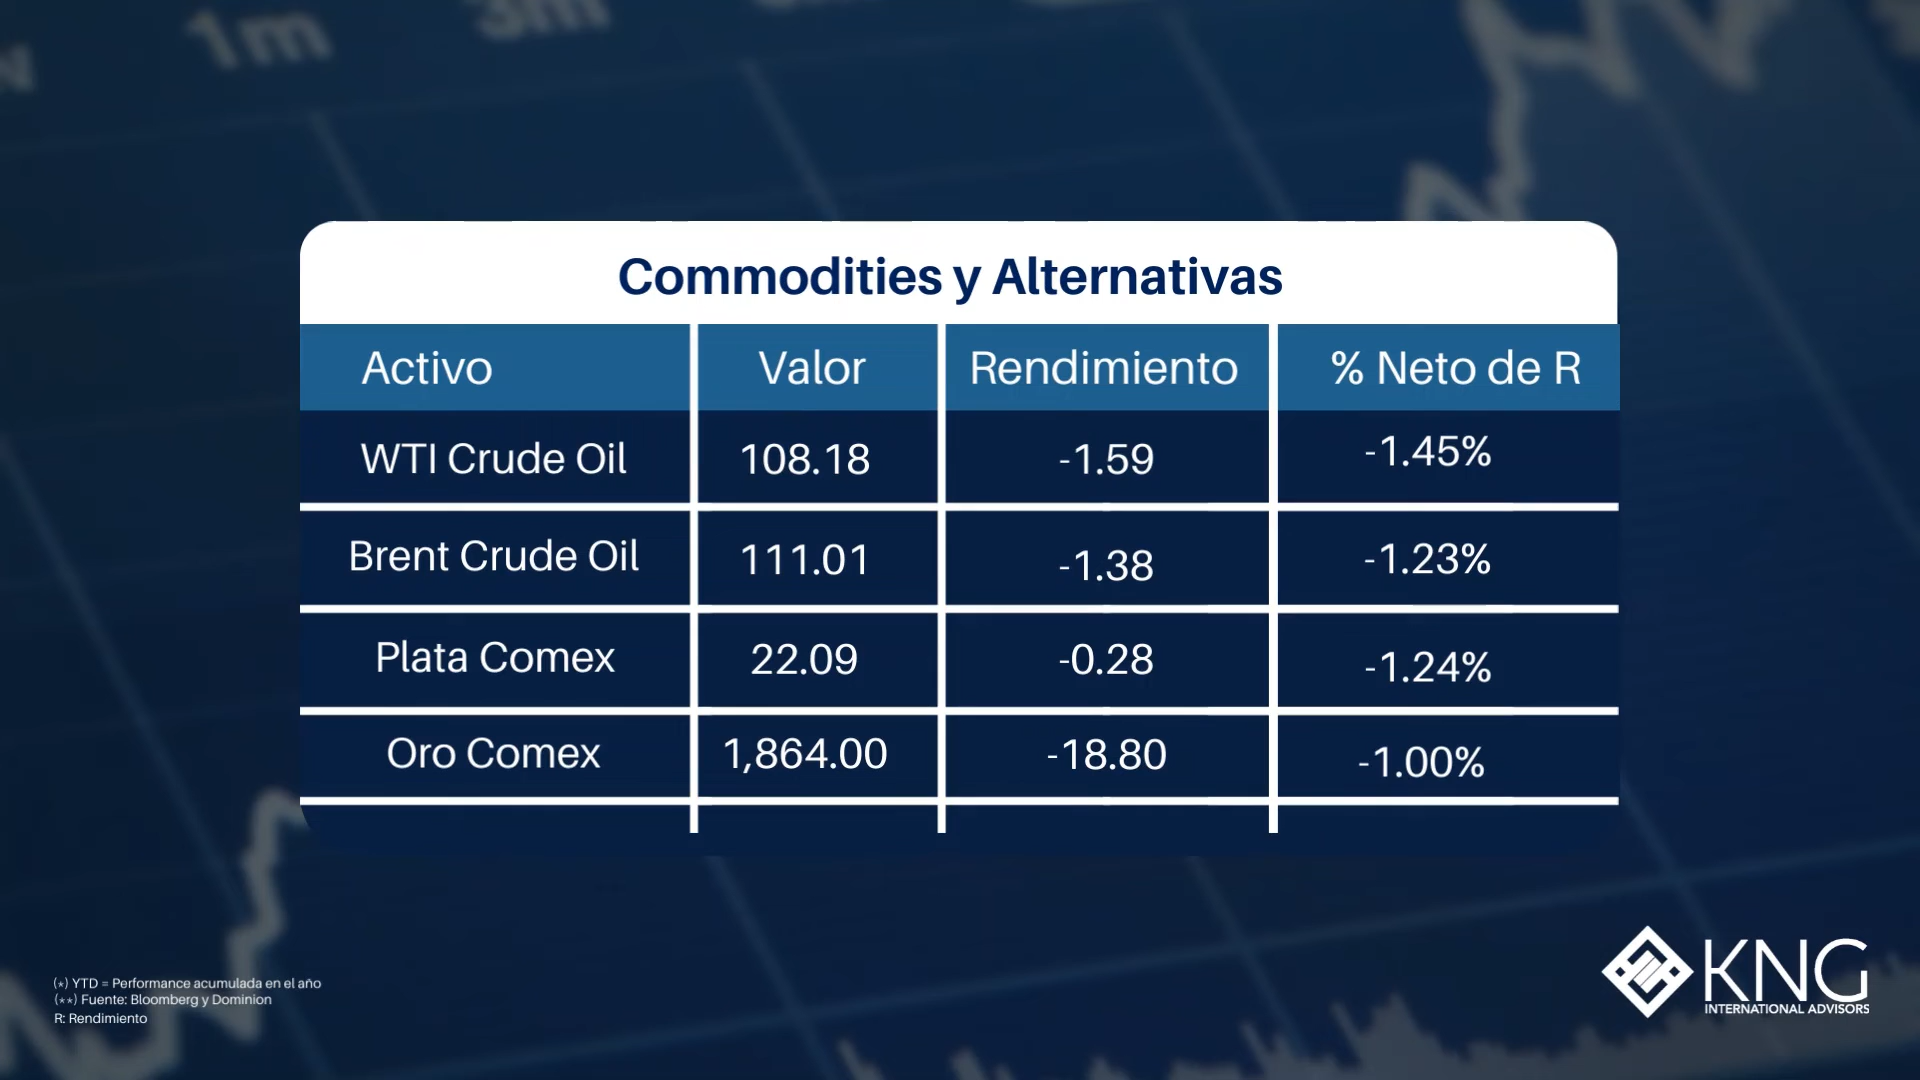 1m 3m
Commodities y Alternativas
Activo Valor Rendimiento % Neto de R
WTI Crude Oil 108.18 -1.59 -1.45%
Brent Crude Oil 111.01 -1.38 -1.23%
Plata Comex 22.09 -0.28 -1.24%
Oro Comex 1,864.00 -18.80 -1.00%
(*) YTD = Performance acumulada en el año
(**) Fuente: Bloomberg y Dominion
R: Rendimiento
KNG
INTERNATIONAL ADVISORS